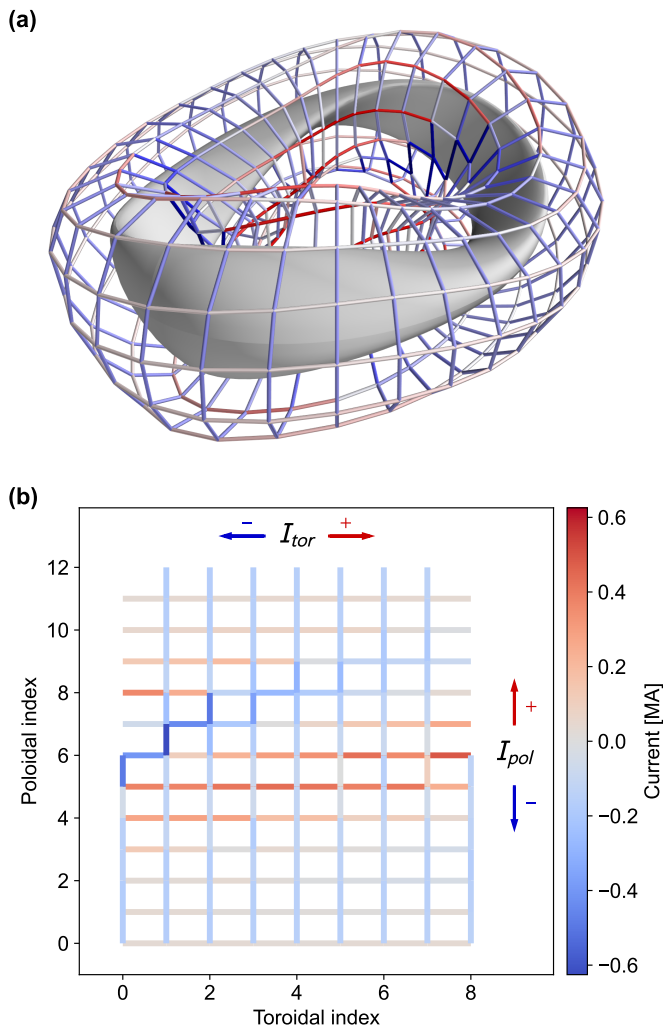 (a)
(b)
− I_tor +
12
10
8
6
4
2
0
Poloidal index
0 2 4 6 8
Toroidal index
+
I_pol
−
0.6
0.4
0.2
0.0
−0.2
−0.4
−0.6
Current [MA]